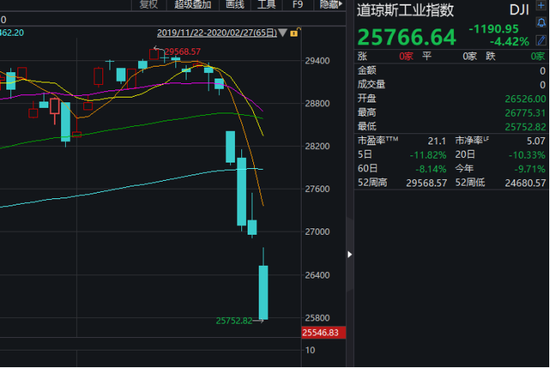 复权 超级叠加 画线 工具 F9 隐藏
0
462.20
2019/11/22-2020/02/27(65日)
29568.57
29400
28800
28200
27600
27000
26400
25800
25752.82
25546.83
10
道琼斯工业指数 DJI
25766.64 -1190.95
-4.42%
涨 0家 平 0家 跌 0家
金额 0
成交量 0
开盘 26526.00
最高 26775.31
最低 25752.82
市盈率TTM 21.1 市净率LF 5.07
5日 -11.82% 20日 -10.33%
60日 -8.14% 今年 -9.71%
52周高 29568.57 52周低 24680.57